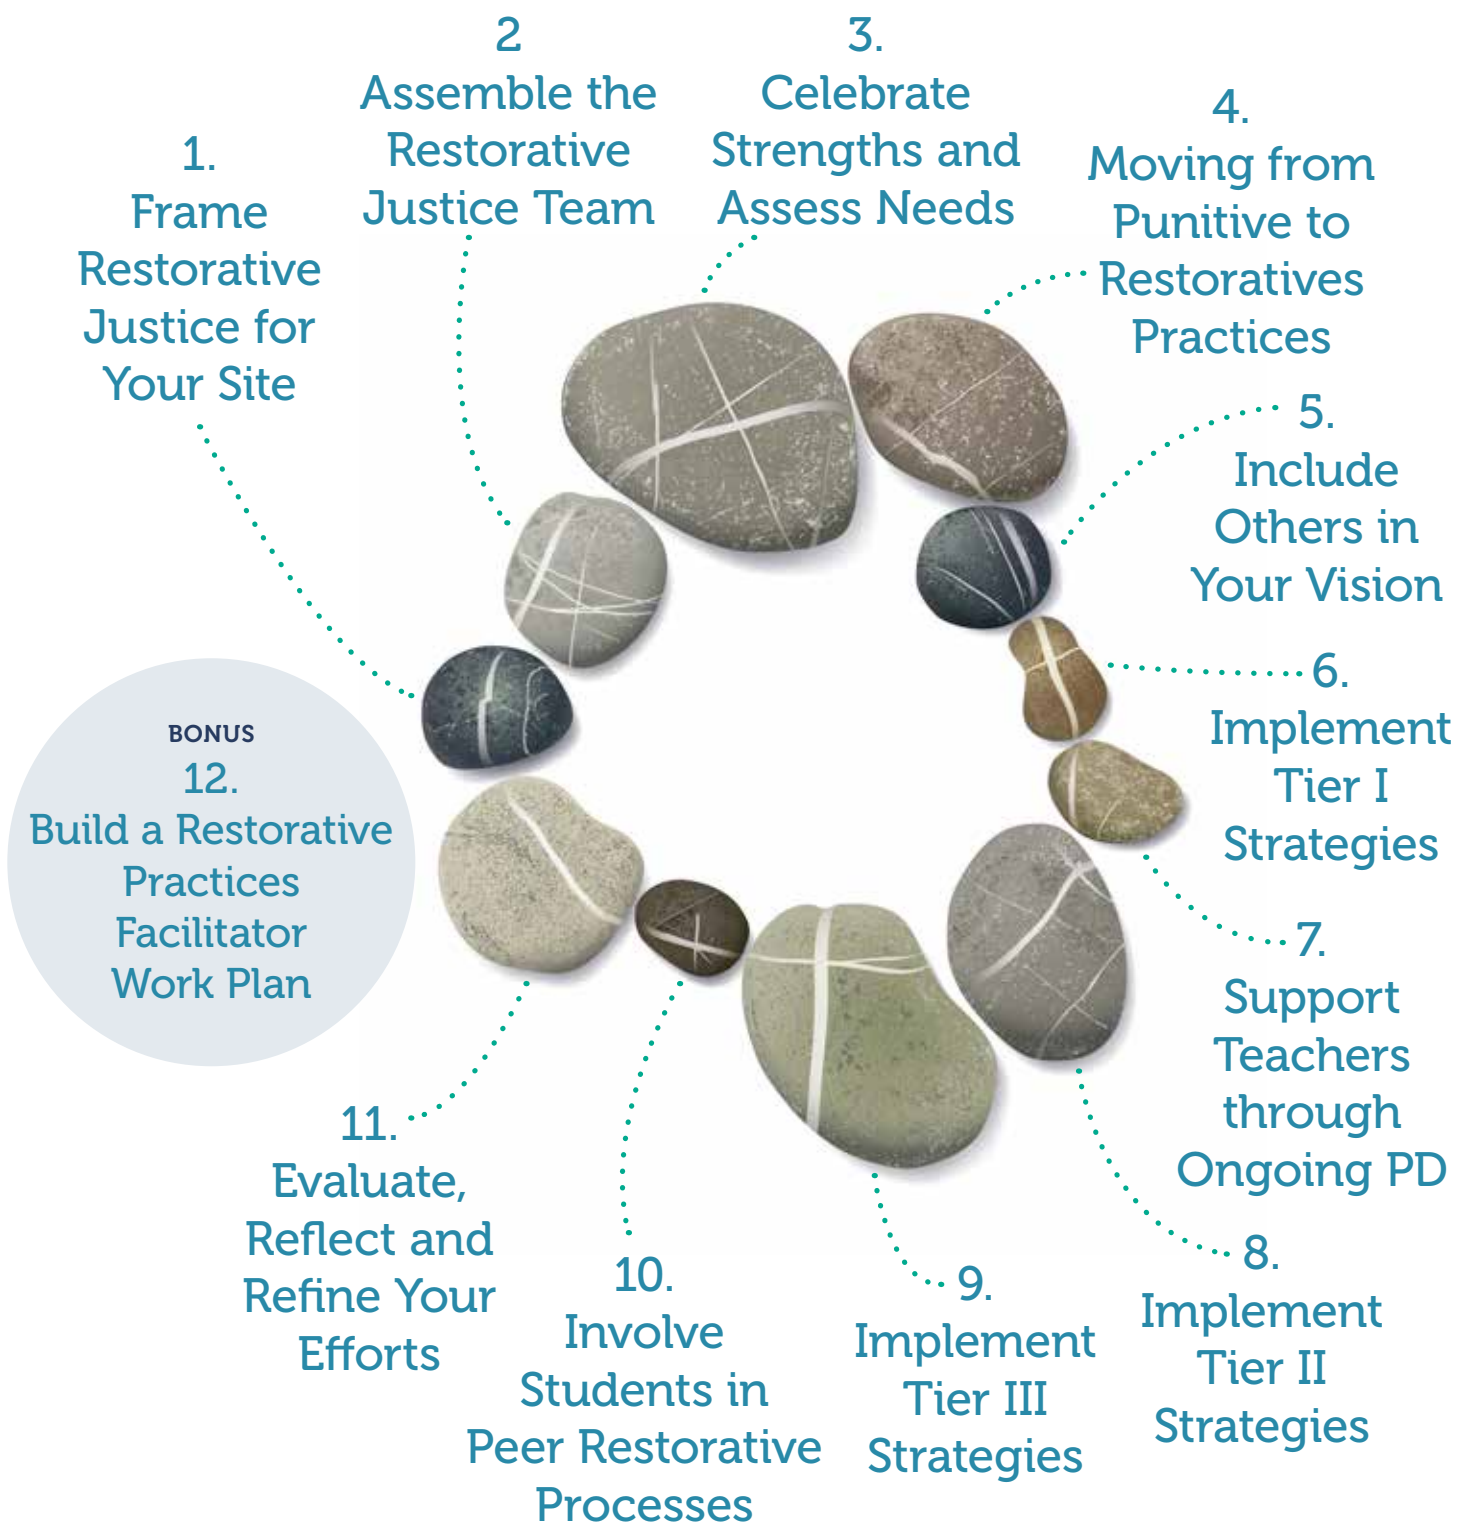 1.
Frame
Restorative
Justice for
Your Site
2
Assemble the
Restorative
Justice Team
3.
Celebrate
Strengths and
Assess Needs
4.
Moving from
Punitive to
Restoratives
Practices
5.
Include
Others in
Your Vision
6.
Implement
Tier I
Strategies
7.
Support
Teachers
through
Ongoing PD
8.
Implement
Tier II
Strategies
9.
Implement
Tier III
Strategies
10.
Involve
Students in
Peer Restorative
Processes
11.
Evaluate,
Reflect and
Refine Your
Efforts
BONUS
12.
Build a Restorative
Practices
Facilitator
Work Plan